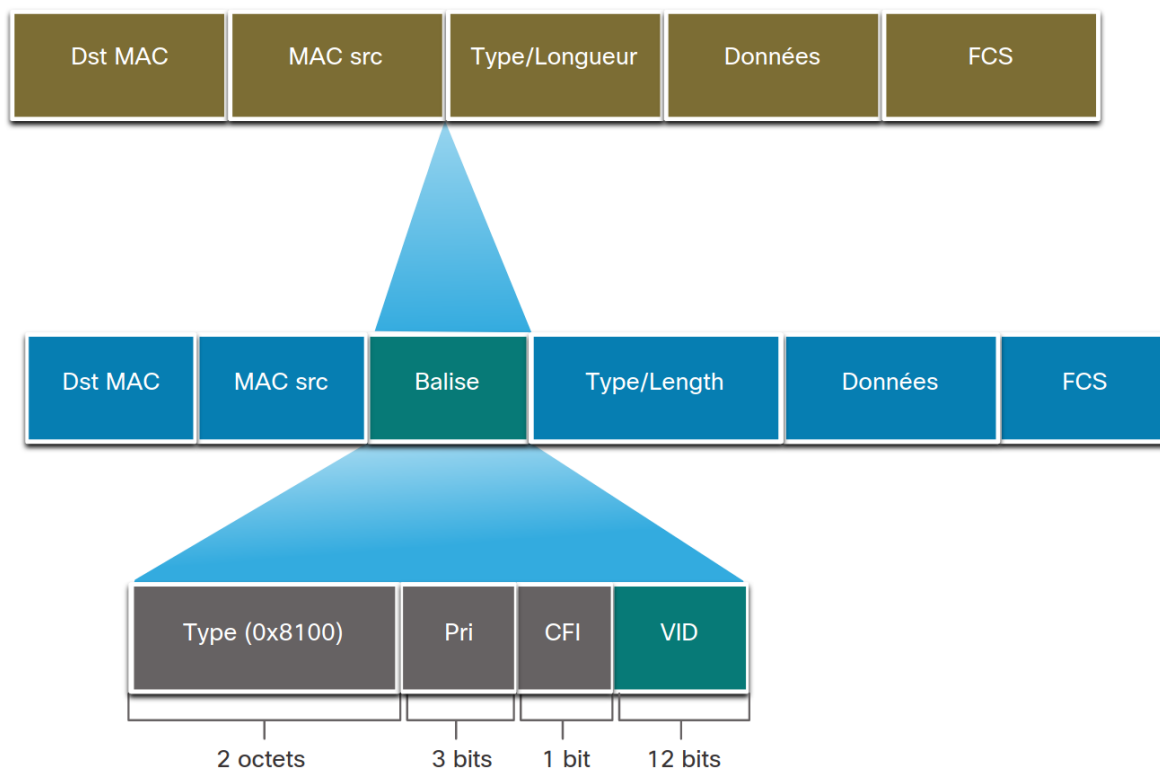 Dst MAC
MAC src
Type/Longueur
Données
FCS
Dst MAC
MAC src
Balise
Type/Length
Données
FCS
Type (0x8100)
Pri
CFI
VID
2 octets
3 bits
1 bit
12 bits